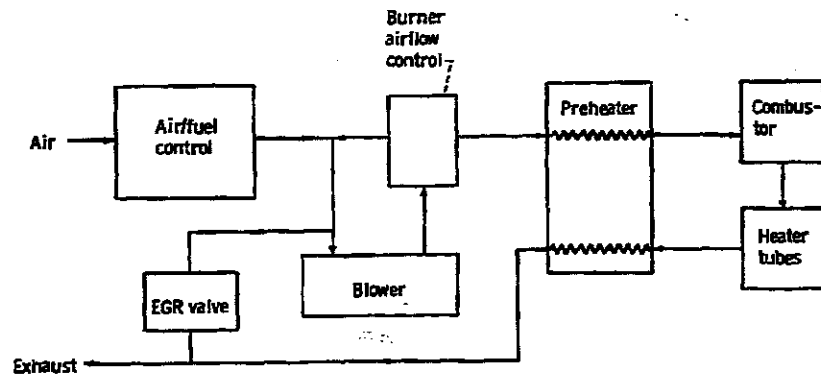 Burner
airflow
control
Air
Air/fuel
control
Preheater
Combus-
tor
Heater
tubes
EGR valve
Blower
Exhaust